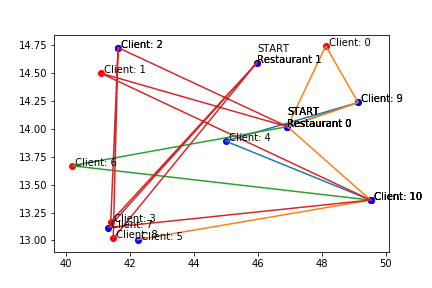 14.75
14.50
14.25
14.00
13.75
13.50
13.25
13.00
40
42
44
46
48
50
Client: 2
START
Restaurant 1
Client: 0
Client: 1
Client: 9
START
Restaurant 0
Client: 4
Client: 6
Client: 10
Client: 3
Client: 7
Client: 8
Client: 5